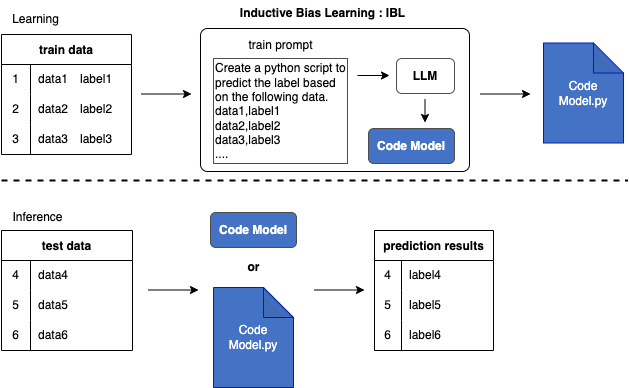 Learning
Inductive Bias Learning : IBL
train data
1 data1 label1
2 data2 label2
3 data3 label3
train prompt
Create a python script to
predict the label based
on the following data.
data1,label1
data2,label2
data3,label3
....
LLM
Code Model
Code
Model.py
Inference
test data
4 data4
5 data5
6 data6
Code Model
or
Code
Model.py
prediction results
4 label4
5 label5
6 label6